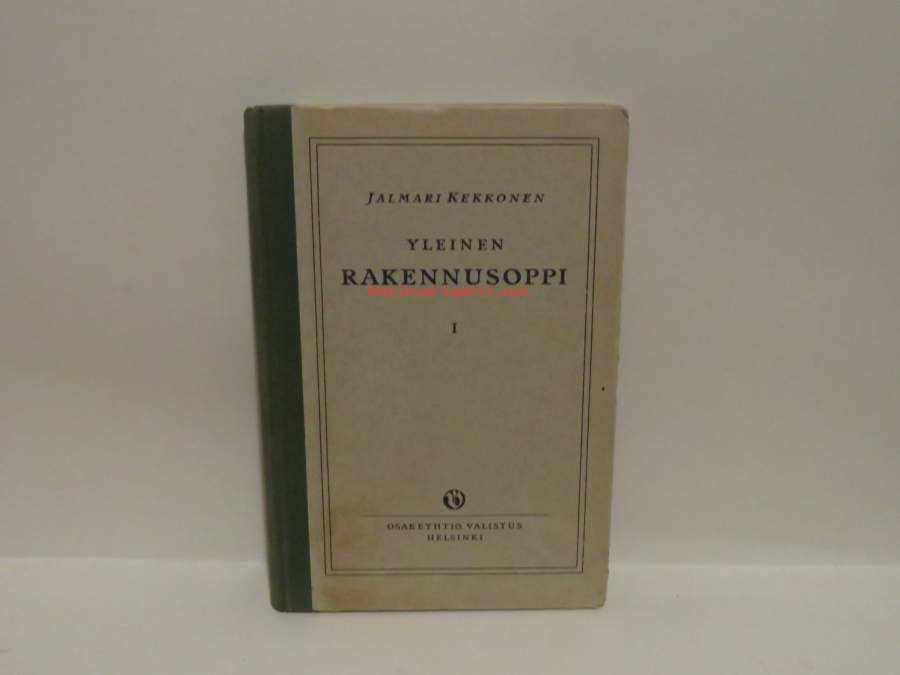 JALMARI KEKKONEN
YLEINEN
RAKENNUSOPPI
I
OSAKEYHTIÖ VALISTUS
HELSINKI